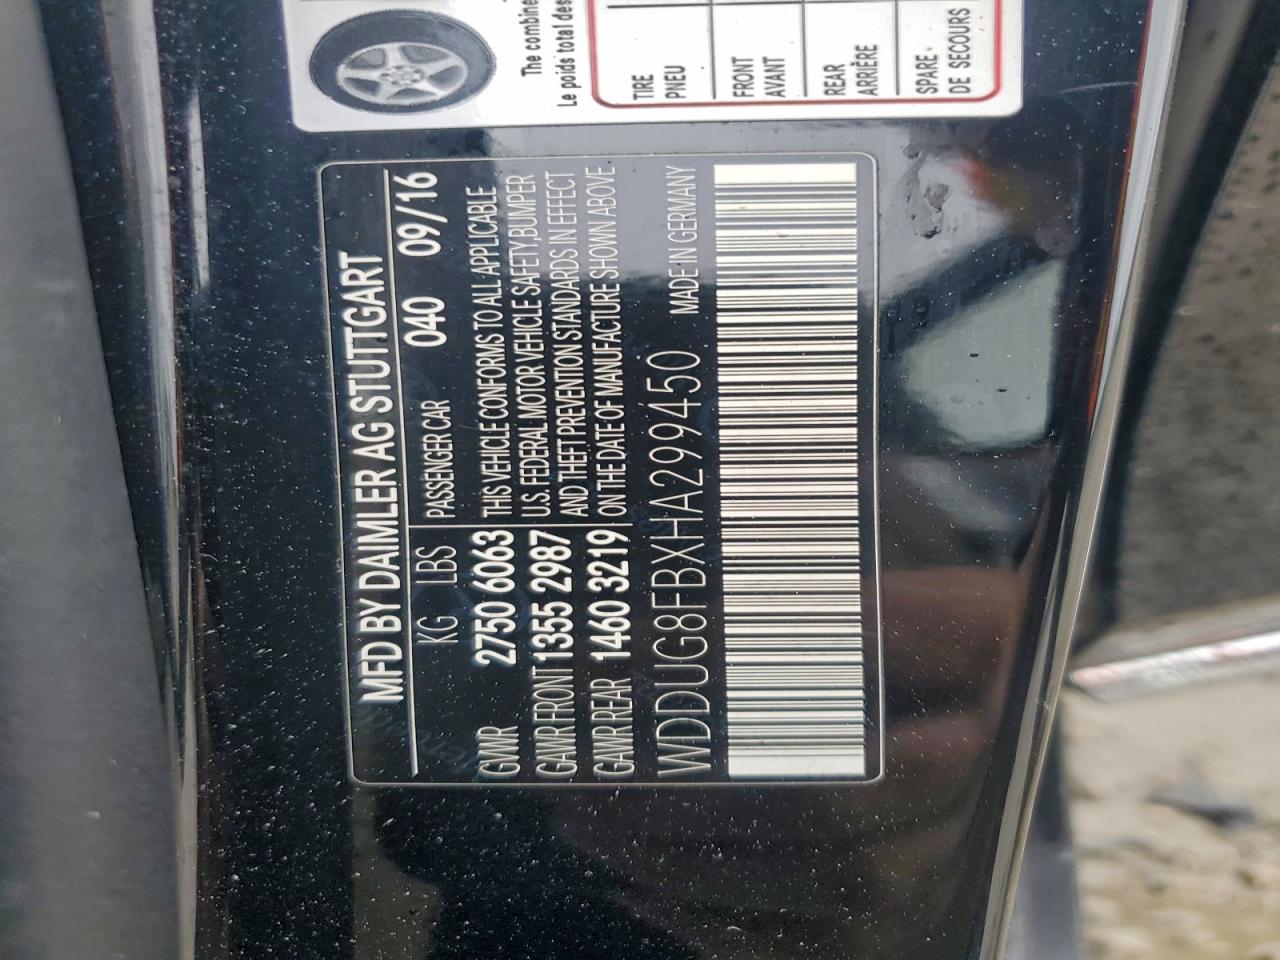 MFD BY DAIMLER AG STUTTGART
KG LBS PASSENGER CAR 040 09/16
GWR 2750 6063
GAWR FRONT 1355 2987
GAWR REAR 1460 3219
THIS VEHICLE CONFORMS TO ALL APPLICABLE
U.S. FEDERAL MOTOR VEHICLE SAFETY, BUMPER
AND THEFT PREVENTION STANDARDS IN EFFECT
ON THE DATE OF MANUFACTURE SHOWN ABOVE
WDDUG8FBXHA299450 MADE IN GERMANY
The combine
Le poids total des
TIRE
PNEU
FRONT
AVANT
REAR
ARRIÈRE
SPARE
DE SECOURS